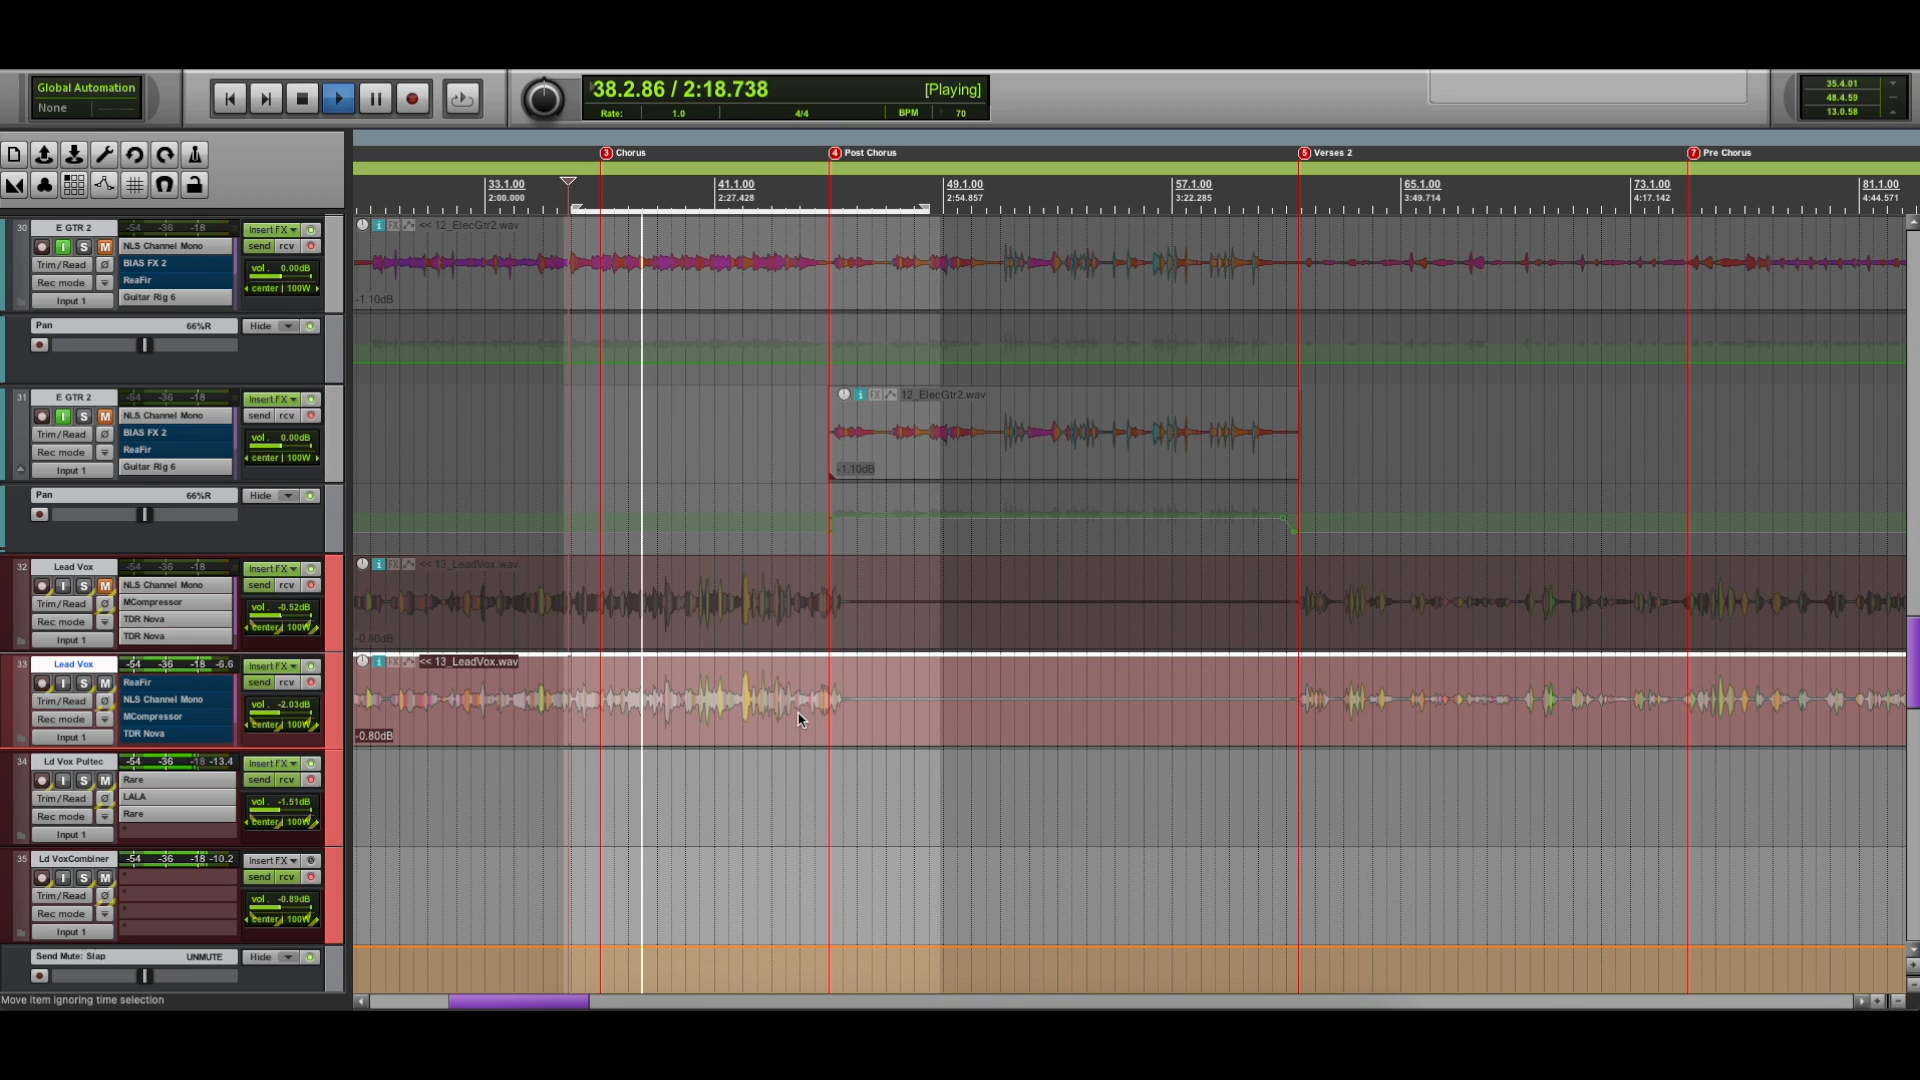 Global Automation
None
38.2.86 / 2:18.738
[Playing]
Rate:
1.0
4/4
BPM
70
35.4.01
48.4.59
13.0.58
3 Chorus
4 Post Chorus
5 Verses 2
7 Pre Chorus
33.1.00
2:00.000
41.1.00
2:27.428
49.1.00
2:54.857
57.1.00
3:22.285
65.1.00
3:49.714
73.1.00
4:17.142
81.1.00
4:44.571
30
E GTR 2
-54 -36 -18
Insert FX
I S M
NLS Channel Mono
send rcv
Trim/Read
BIAS FX 2
vol. 0.00dB
Rec mode
ReaFir
center 100W
Input 1
Guitar Rig 6
<< 12_ElecGtr2.wav
-1.10dB
Pan 66%R
Hide
31
E GTR 2
-54 -36 -18
Insert FX
I S M
NLS Channel Mono
send rcv
Trim/Read
BIAS FX 2
vol. 0.00dB
Rec mode
ReaFir
center 100W
Input 1
Guitar Rig 6
12_ElecGtr2.wav
-1.10dB
Pan 66%R
Hide
32
Lead Vox
-54 -36 -18
Insert FX
I S M
NLS Channel Mono
send rcv
Trim/Read
MCompressor
vol. -0.52dB
Rec mode
TDR Nova
center 100W
Input 1
TDR Nova
<< 13_LeadVox.wav
-0.80dB
33
Lead Vox
-54 -36 -18 -6.6
Insert FX
I S M
ReaFir
send rcv
Trim/Read
NLS Channel Mono
vol. -2.03dB
Rec mode
MCompressor
center 100W
Input 1
TDR Nova
<< 13_LeadVox.wav
-0.80dB
34
Ld Vox Pultec
-54 -36 -18 -13.4
Insert FX
I S M
Rare
send rcv
Trim/Read
LALA
vol. -1.51dB
Rec mode
Rare
center 100W
Input 1
35
Ld VoxCombiner
-54 -36 -18 -10.2
Insert FX
I S M
send rcv
Trim/Read
vol. -0.89dB
Rec mode
center 100W
Input 1
Send Mute: Slap UNMUTE
Hide
Move item ignoring time selection